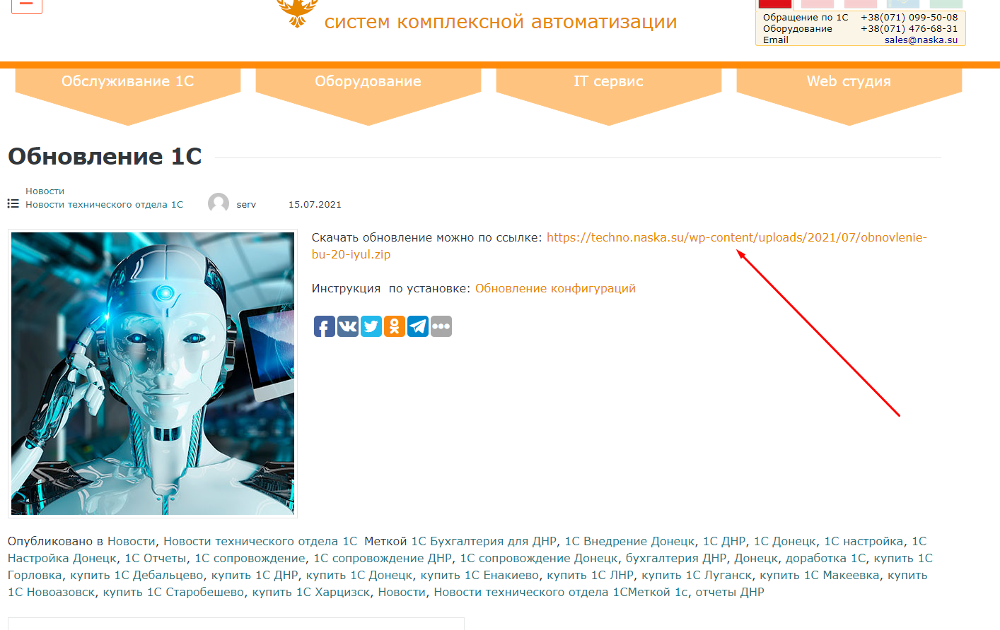 систем комплексной автоматизации
Обращение по 1С +38(071) 099-50-08
Оборудование +38(071) 476-68-31
Email sales@naska.su
Обслуживание 1С
Оборудование
IT сервис
Web студия
Обновление 1С
Новости
Новости технического отдела 1С serv 15.07.2021
Скачать обновление можно по ссылке: https://techno.naska.su/wp-content/uploads/2021/07/obnovlenie-
bu-20-iyul.zip
Инструкция  по установке: Обновление конфигураций
Опубликовано в Новости, Новости технического отдела 1С  Меткой 1С Бухгалтерия для ДНР, 1С Внедрение Донецк, 1С ДНР, 1С Донецк, 1С настройка, 1С
Настройка Донецк, 1С Отчеты, 1С сопровождение, 1С сопровождение ДНР, 1С сопровождение Донецк, бухгалтерия ДНР, Донецк, доработка 1С, купить 1С
Горловка, купить 1С Дебальцево, купить 1С ДНР, купить 1С Донецк, купить 1С Енакиево, купить 1С ЛНР, купить 1С Луганск, купить 1С Макеевка, купить
1С Новоазовск, купить 1С Старобешево, купить 1С Харцизск, Новости, Новости технического отдела 1СМеткой 1с, отчеты ДНР